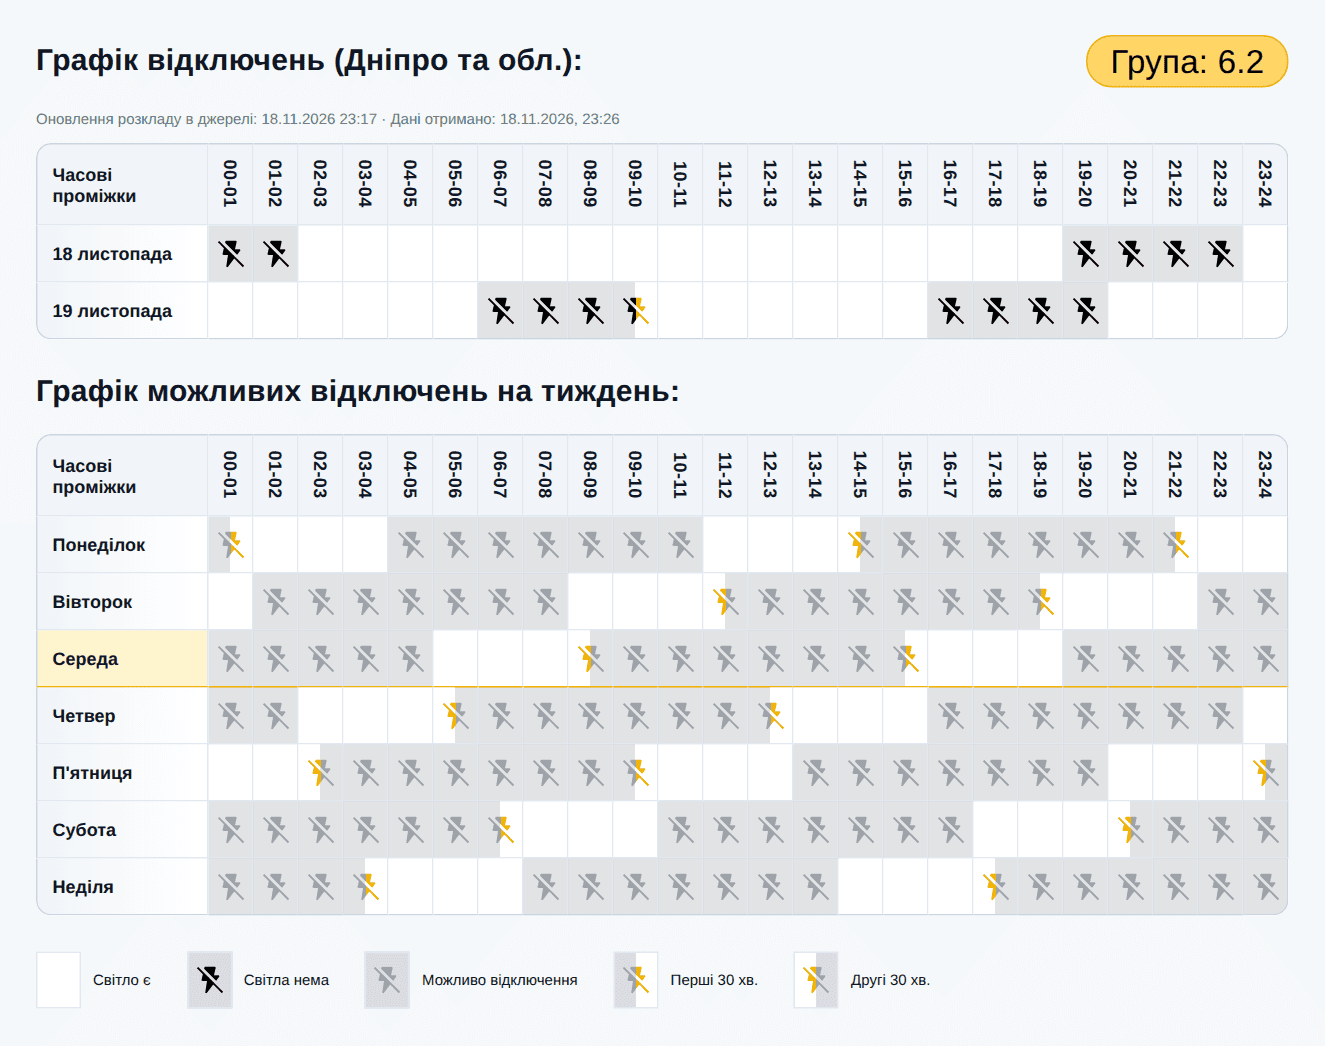 Графік відключень (Дніпро та обл.):
Група: 6.2
Оновлення розкладу в джерелі: 18.11.2026 23:17 · Дані отримано: 18.11.2026, 23:26
Часові проміжки 00-01 01-02 02-03 03-04 04-05 05-06 06-07 07-08 08-09 09-10 10-11 11-12 12-13 13-14 14-15 15-16 16-17 17-18 18-19 19-20 20-21 21-22 22-23 23-24
18 листопада
19 листопада
Графік можливих відключень на тиждень:
Часові проміжки 00-01 01-02 02-03 03-04 04-05 05-06 06-07 07-08 08-09 09-10 10-11 11-12 12-13 13-14 14-15 15-16 16-17 17-18 18-19 19-20 20-21 21-22 22-23 23-24
Понеділок
Вівторок
Середа
Четвер
П'ятниця
Субота
Неділя
Світло є Світла нема Можливо відключення Перші 30 хв. Другі 30 хв.